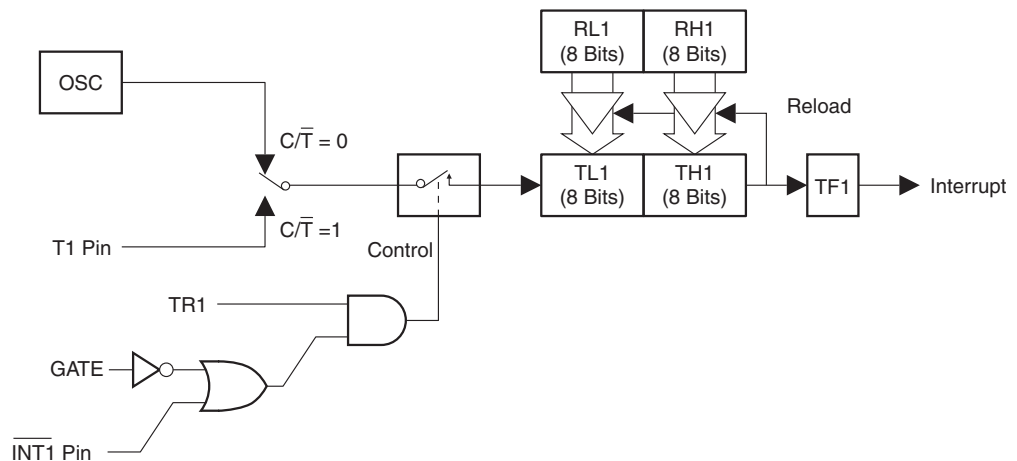 RL1
(8 Bits)
RH1
(8 Bits)
OSC
Reload
C/T̅ = 0
TL1
(8 Bits)
TH1
(8 Bits)
TF1
Interrupt
C/T̅ =1
T1 Pin
Control
TR1
GATE
I̅N̅T̅1̅ Pin